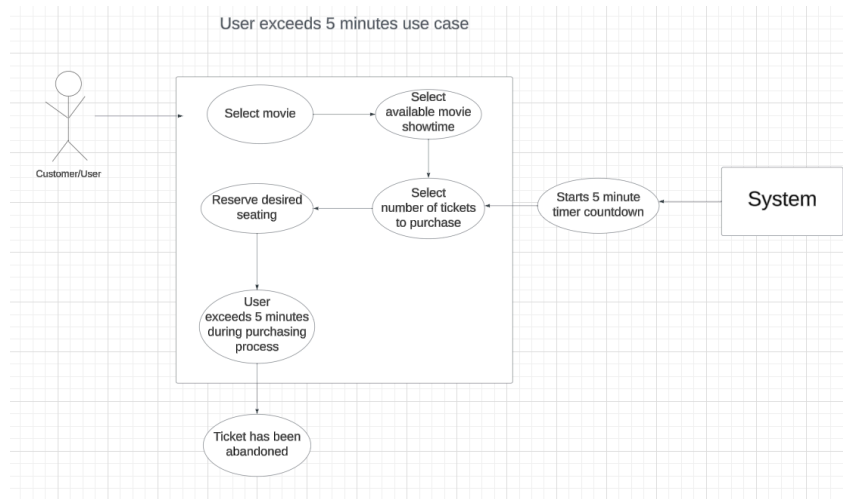 User exceeds 5 minutes use case
Customer/User
Select movie
Select
available movie
showtime
Reserve desired
seating
Select
number of tickets
to purchase
Starts 5 minute
timer countdown
System
User
exceeds 5 minutes
during purchasing
process
Ticket has been
abandoned